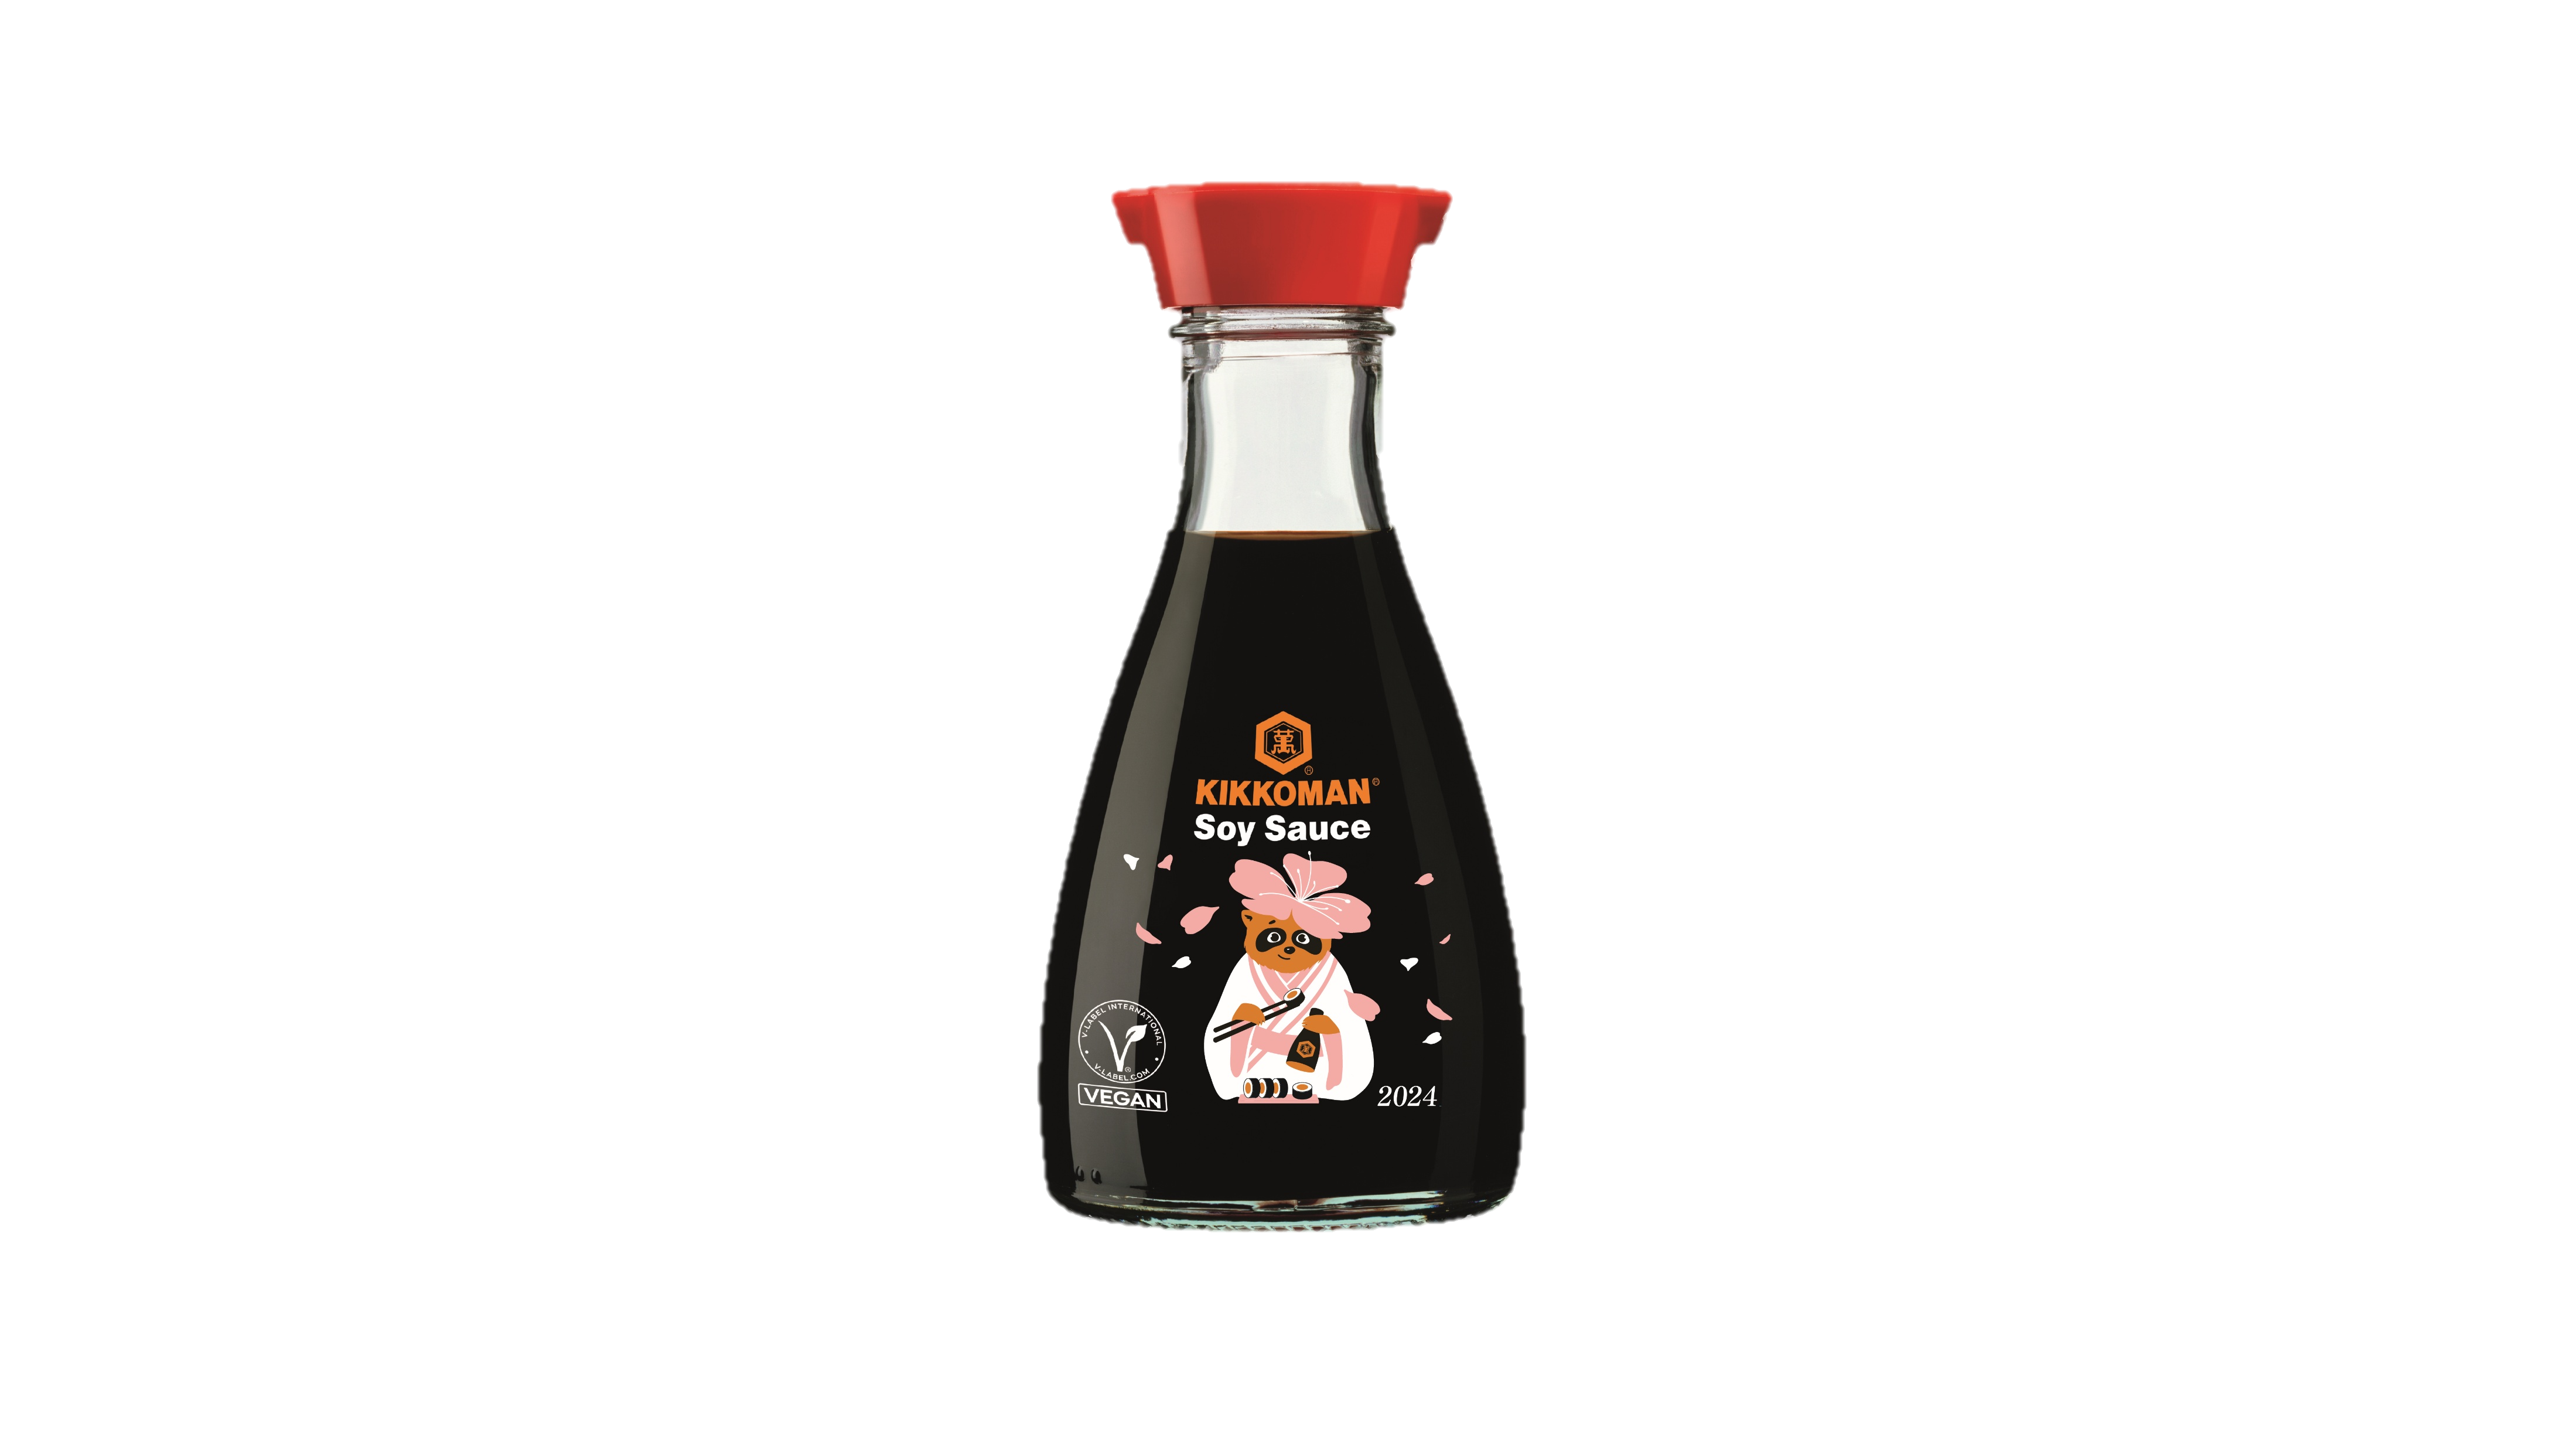 萬
®
KIKKOMAN®
Soy Sauce
V-LABEL INTERNATIONAL
V
®
V-LABEL.COM
VEGAN
2024